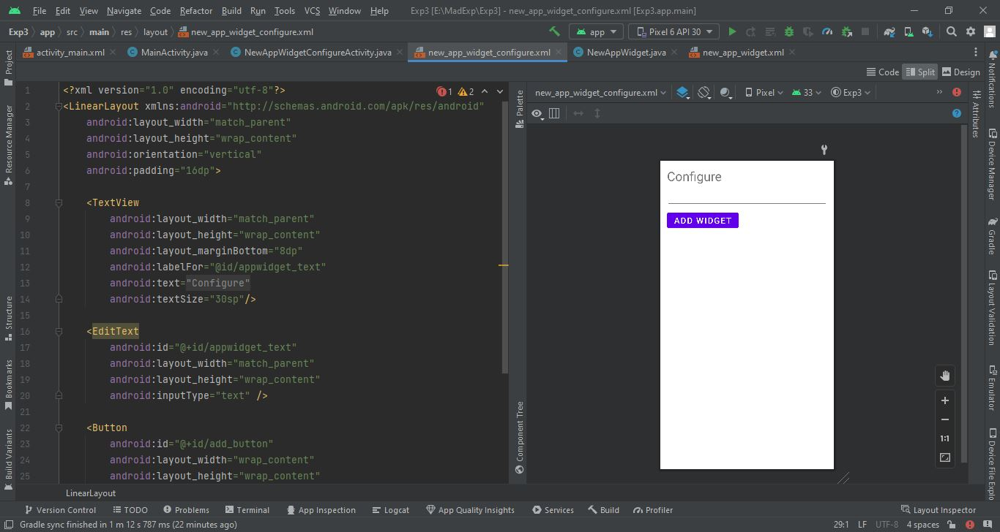 File Edit View Navigate Code Refactor Build Run Tools VCS Window Help Exp3 [E:\MadExp\Exp3] - new_app_widget_configure.xml [Exp3.app.main]
Exp3 app src main res layout new_app_widget_configure.xml app Pixel 6 API 30
activity_main.xml MainActivity.java NewAppWidgetConfigureActivity.java new_app_widget_configure.xml NewAppWidget.java new_app_widget.xml
Code Split Design
Project
Resource Manager
Structure
Bookmarks
Build Variants
1 <?xml version="1.0" encoding="utf-8"?> 1 2
2 <LinearLayout xmlns:android="http://schemas.android.com/apk/res/android"
3 android:layout_width="match_parent"
4 android:layout_height="wrap_content"
5 android:orientation="vertical"
6 android:padding="16dp">
7
8 <TextView
9 android:layout_width="match_parent"
10 android:layout_height="wrap_content"
11 android:layout_marginBottom="8dp"
12 android:labelFor="@id/appwidget_text"
13 android:text="Configure"
14 android:textSize="30sp"/>
15
16 <EditText
17 android:id="@+id/appwidget_text"
18 android:layout_width="match_parent"
19 android:layout_height="wrap_content"
20 android:inputType="text" />
21
22 <Button
23 android:id="@+id/add_button"
24 android:layout_width="wrap_content"
25 android:layout_height="wrap_content"
LinearLayout
Palette
Component Tree
new_app_widget_configure.xml Pixel 33 Exp3
Configure
ADD WIDGET
1:1
Attributes
Notifications
Device Manager
Gradle
Layout Validation
Emulator
Device File Explo
Version Control TODO Problems Terminal App Inspection Logcat App Quality Insights Services Build Profiler Layout Inspector
Gradle sync finished in 1 m 12 s 787 ms (22 minutes ago) 29:1 LF UTF-8 4 spaces